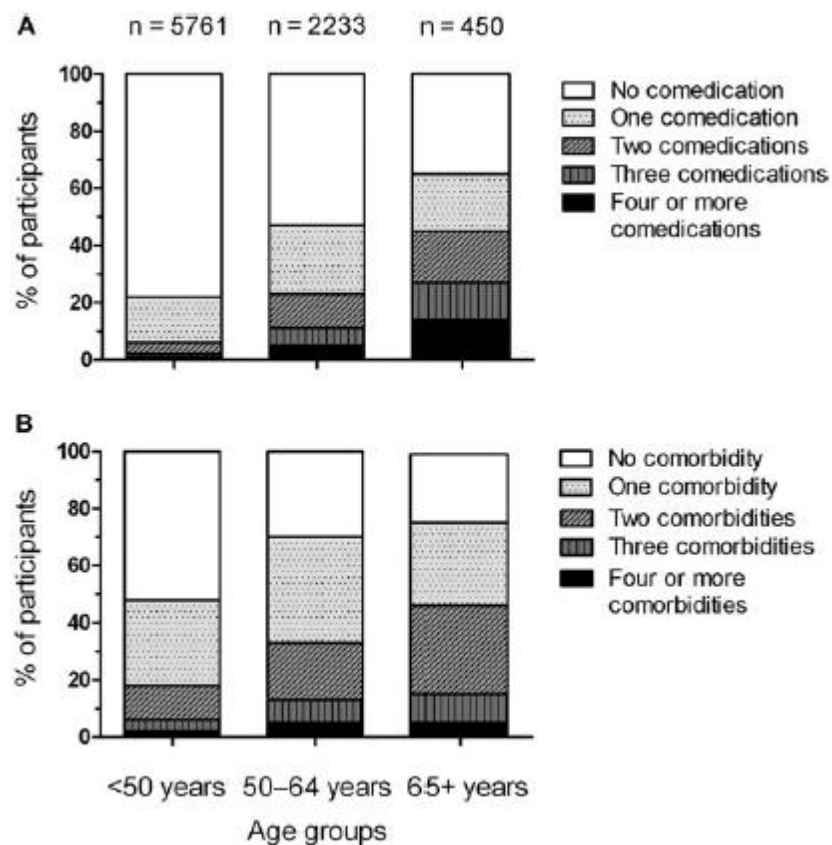 A
n = 5761 n = 2233 n = 450
100
80
60
40
20
0
% of participants
No comedication
One comedication
Two comedications
Three comedications
Four or more
comedications
B
100
80
60
40
20
0
% of participants
No comorbidity
One comorbidity
Two comorbidities
Three comorbidities
Four or more
comorbidities
<50 years 50–64 years 65+ years
Age groups